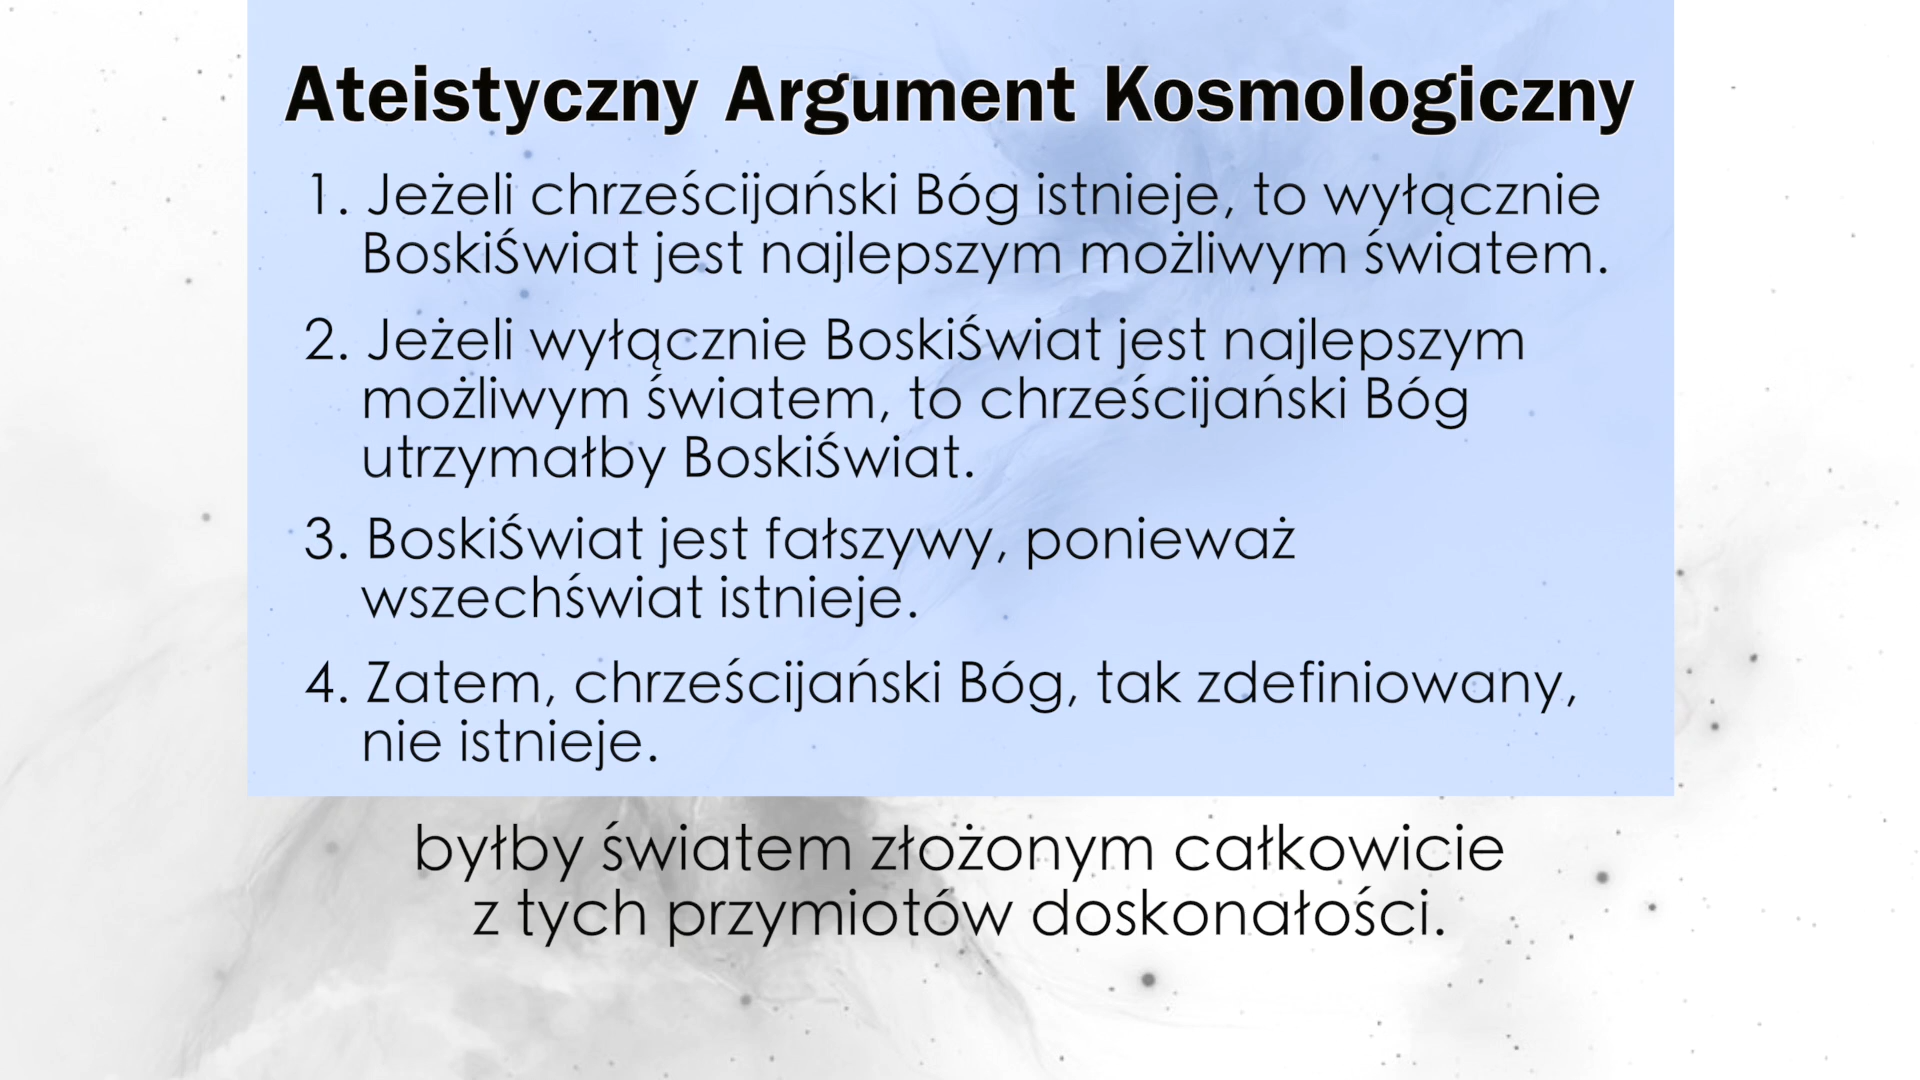 Ateistyczny Argument Kosmologiczny
1. Jeżeli chrześcijański Bóg istnieje, to wyłącznie
BoskiŚwiat jest najlepszym możliwym światem.
2. Jeżeli wyłącznie BoskiŚwiat jest najlepszym
możliwym światem, to chrześcijański Bóg
utrzymałby BoskiŚwiat.
3. BoskiŚwiat jest fałszywy, ponieważ
wszechświat istnieje.
4. Zatem, chrześcijański Bóg, tak zdefiniowany,
nie istnieje.
byłby światem złożonym całkowicie
z tych przymiotów doskonałości.